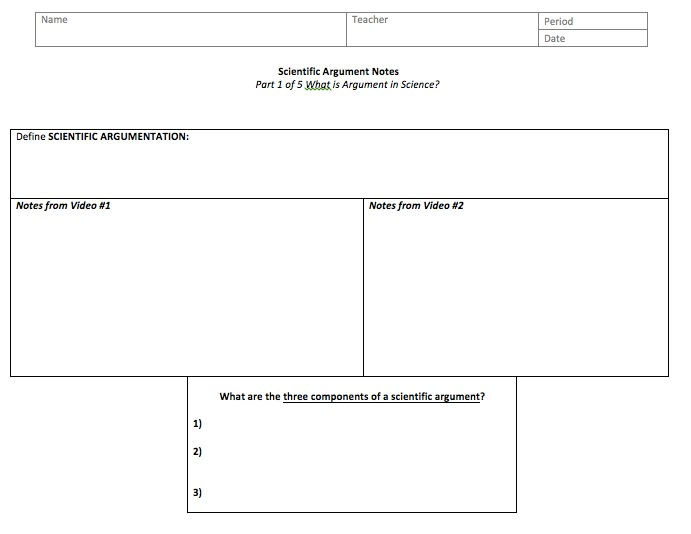 Name
Teacher
Period
Date
Scientific Argument Notes
Part 1 of 5 What is Argument in Science?
Define SCIENTIFIC ARGUMENTATION:
Notes from Video #1
Notes from Video #2
What are the three components of a scientific argument?
1)
2)
3)